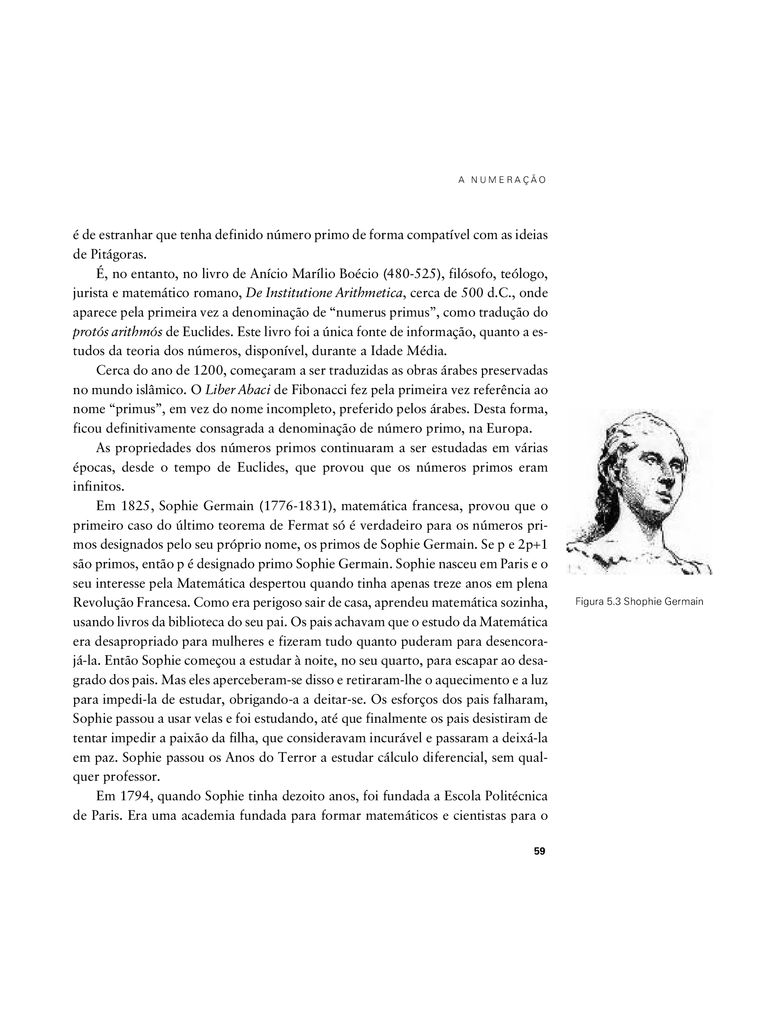 A NUMERAÇÃO
é de estranhar que tenha definido número primo de forma compatível com as ideias
de Pitágoras.
É, no entanto, no livro de Anício Marílio Boécio (480-525), filósofo, teólogo,
jurista e matemático romano, De Institutione Arithmetica, cerca de 500 d.C., onde
aparece pela primeira vez a denominação de “numerus primus”, como tradução do
protós arithmós de Euclides. Este livro foi a única fonte de informação, quanto a es-
tudos da teoria dos números, disponível, durante a Idade Média.
Cerca do ano de 1200, começaram a ser traduzidas as obras árabes preservadas
no mundo islâmico. O Liber Abaci de Fibonacci fez pela primeira vez referência ao
nome “primus”, em vez do nome incompleto, preferido pelos árabes. Desta forma,
ficou definitivamente consagrada a denominação de número primo, na Europa.
As propriedades dos números primos continuaram a ser estudadas em várias
épocas, desde o tempo de Euclides, que provou que os números primos eram
infinitos.
Em 1825, Sophie Germain (1776-1831), matemática francesa, provou que o
primeiro caso do último teorema de Fermat só é verdadeiro para os números pri-
mos designados pelo seu próprio nome, os primos de Sophie Germain. Se p e 2p+1
são primos, então p é designado primo Sophie Germain. Sophie nasceu em Paris e o
seu interesse pela Matemática despertou quando tinha apenas treze anos em plena
Revolução Francesa. Como era perigoso sair de casa, aprendeu matemática sozinha,
usando livros da biblioteca do seu pai. Os pais achavam que o estudo da Matemática
era desapropriado para mulheres e fizeram tudo quanto puderam para desencora-
já-la. Então Sophie começou a estudar à noite, no seu quarto, para escapar ao desa-
grado dos pais. Mas eles aperceberam-se disso e retiraram-lhe o aquecimento e a luz
para impedi-la de estudar, obrigando-a a deitar-se. Os esforços dos pais falharam,
Sophie passou a usar velas e foi estudando, até que finalmente os pais desistiram de
tentar impedir a paixão da filha, que consideravam incurável e passaram a deixá-la
em paz. Sophie passou os Anos do Terror a estudar cálculo diferencial, sem qual-
quer professor.
Em 1794, quando Sophie tinha dezoito anos, foi fundada a Escola Politécnica
de Paris. Era uma academia fundada para formar matemáticos e cientistas para o
Figura 5.3 Shophie Germain
59